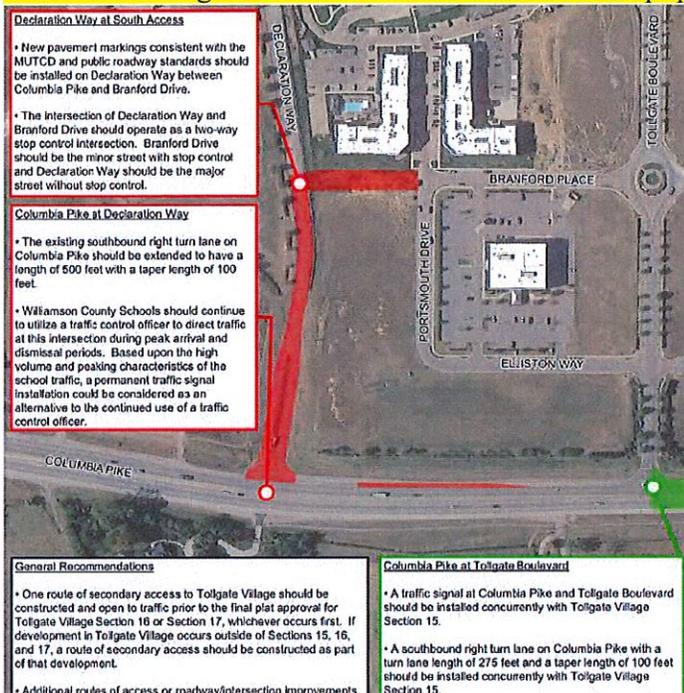 Declaration Way at South Access
• New pavement markings consistent with the
MUTCD and public roadway standards should
be installed on Declaration Way between
Columbia Pike and Branford Drive.
• The intersection of Declaration Way and
Branford Drive should operate as a two-way
stop control intersection. Branford Drive
should be the minor street with stop control
and Declaration Way should be the major
street without stop control.
Columbia Pike at Declaration Way
• The existing southbound right turn lane on
Columbia Pike should be extended to have a
length of 500 feet with a taper length of 100
feet.
• Williamson County Schools should continue
to utilize a traffic control officer to direct traffic
at this intersection during peak arrival and
dismissal periods. Based upon the high
volume and peaking characteristics of the
school traffic, a permanent traffic signal
installation could be considered as an
alternative to the continued use of a traffic
control officer.
DECLARATION WAY
TOLLGATE BOULEVARD
BRANFORD PLACE
PORTSMOUTH DRIVE
ELLISTON WAY
COLUMBIA PIKE
General Recommendations
• One route of secondary access to Tollgate Village should be
constructed and open to traffic prior to the final plat approval for
Tollgate Village Section 16 or Section 17, whichever occurs first. If
development in Tollgate Village occurs outside of Sections 15, 16,
and 17, a route of secondary access should be constructed as part
of that development.
• Additional routes of access or roadway/intersection improvements
Columbia Pike at Tollgate Boulevard
• A traffic signal at Columbia Pike and Tollgate Boulevard
should be installed concurrently with Tollgate Village
Section 15.
• A southbound right turn lane on Columbia Pike with a
turn lane length of 275 feet and a taper length of 100 feet
should be installed concurrently with Tollgate Village
Section 15.